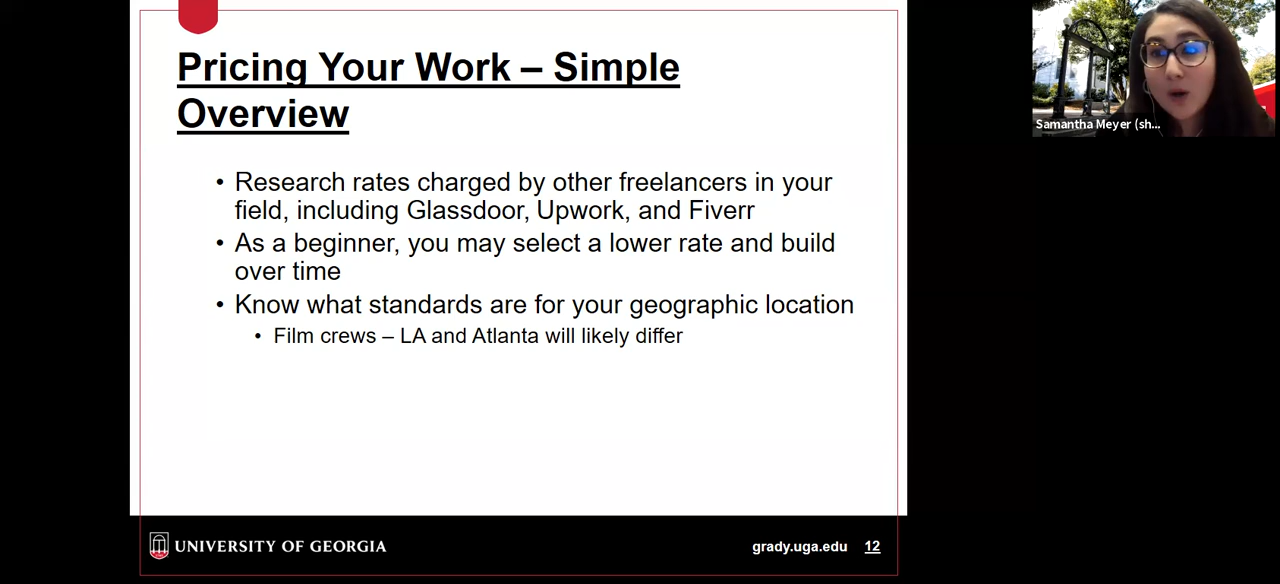 Pricing Your Work – Simple
Overview
• Research rates charged by other freelancers in your
field, including Glassdoor, Upwork, and Fiverr
• As a beginner, you may select a lower rate and build
over time
• Know what standards are for your geographic location
• Film crews – LA and Atlanta will likely differ
UNIVERSITY OF GEORGIA
grady.uga.edu 12
Samantha Meyer (sh...